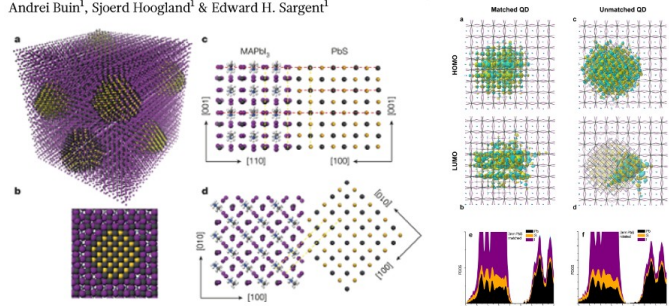 Andrei Buin¹, Sjoerd Hoogland¹ & Edward H. Sargent¹
a
c
MAPbI₃
PbS
[001]
[001]
[110]
[100]
b
d
[010]
[100]
[010]
[100]
Matched QD
Unmatched QD
a
c
HOMO
LUMO
b
d
e
f